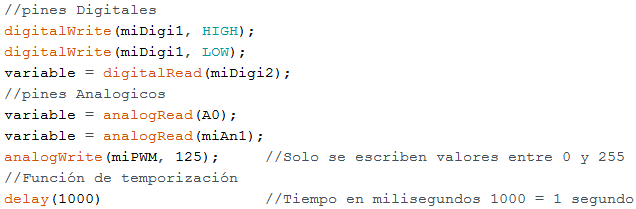 //pines Digitales
digitalWrite(miDigi1, HIGH);
digitalWrite(miDigi1, LOW);
variable = digitalRead(miDigi2);
//pines Analogicos
variable = analogRead(A0);
variable = analogRead(miAn1);
analogWrite(miPWM, 125);     //Solo se escriben valores entre 0 y 255
//Función de temporización
delay(1000)                  //Tiempo en milisegundos 1000 = 1 segundo